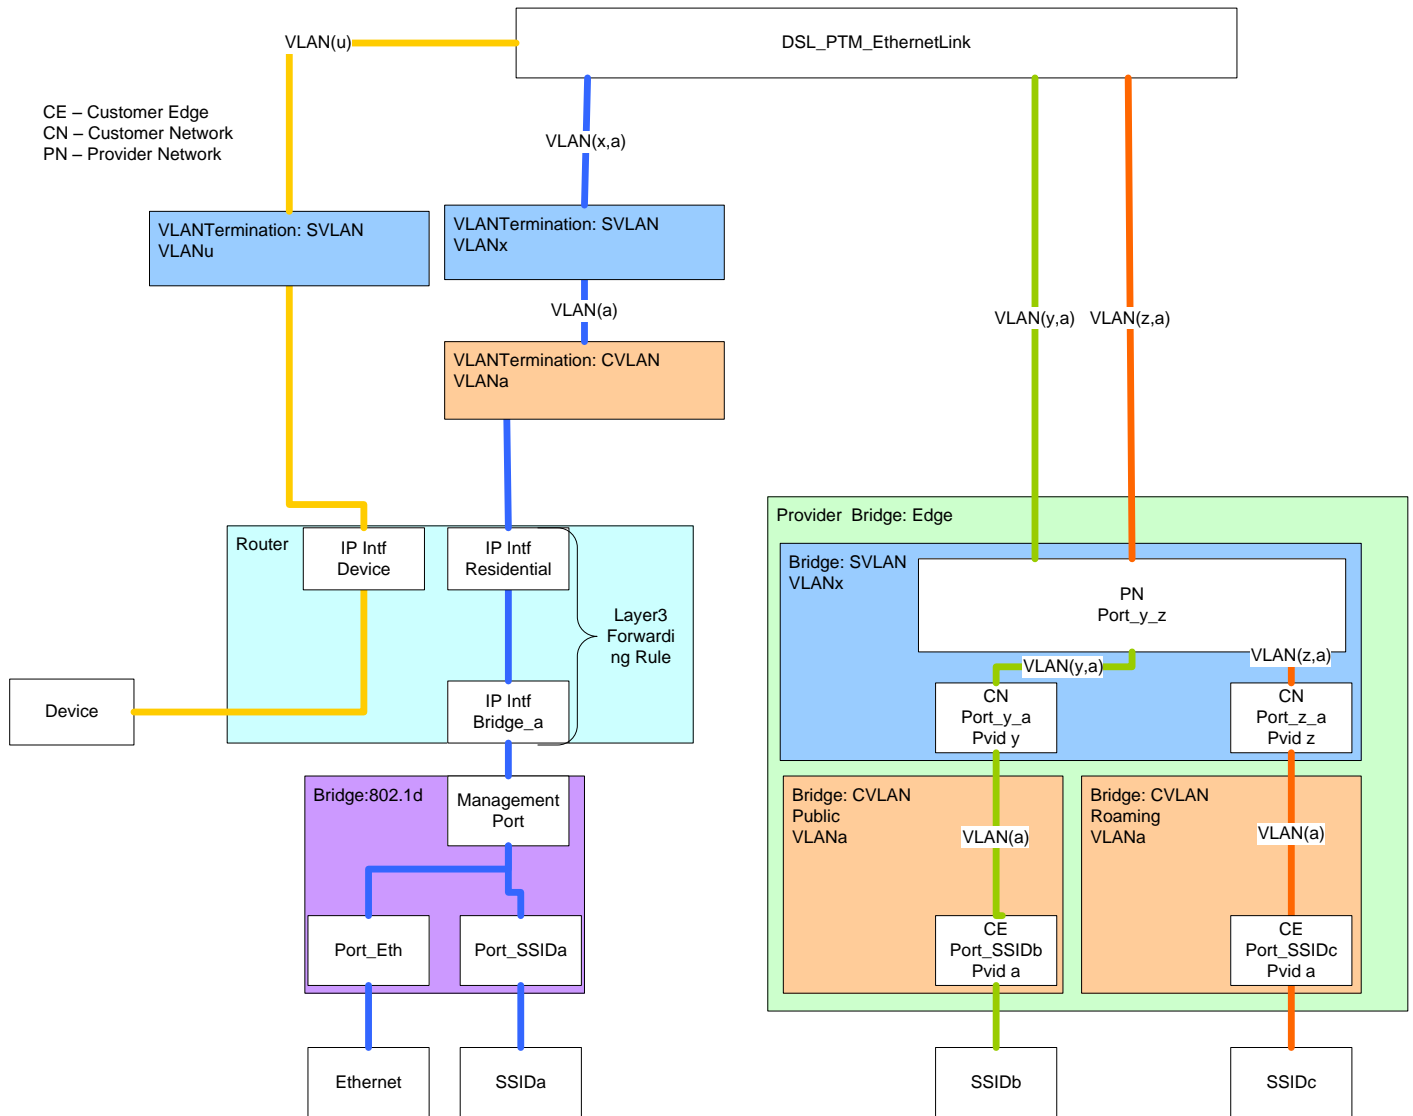 DSL_PTM_EthernetLink
VLAN(u)
CE – Customer Edge
CN – Customer Network
PN – Provider Network
VLAN(x,a)
VLANTermination: SVLAN
VLANu
VLANTermination: SVLAN
VLANx
VLAN(a)
VLAN(y,a)
VLAN(z,a)
VLANTermination: CVLAN
VLANa
Router
IP Intf
Device
IP Intf
Residential
Layer3
Forwardi
ng Rule
IP Intf
Bridge_a
Device
Bridge:802.1d
Management
Port
Port_Eth
Port_SSIDa
Ethernet
SSIDa
Provider  Bridge: Edge
Bridge: SVLAN
VLANx
PN
Port_y_z
VLAN(y,a)
VLAN(z,a)
CN
Port_y_a
Pvid y
CN
Port_z_a
Pvid z
Bridge: CVLAN
Public
VLANa
VLAN(a)
Bridge: CVLAN
Roaming
VLANa
VLAN(a)
CE
Port_SSIDb
Pvid a
CE
Port_SSIDc
Pvid a
SSIDb
SSIDc